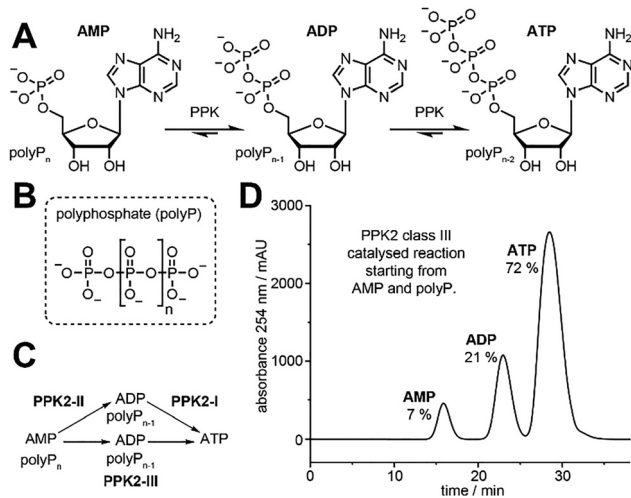 A
AMP
ADP
ATP
NH₂
NH₂
NH₂
PPK
PPK
polyPₙ
polyPₙ₋₁
polyPₙ₋₂
OH OH
OH OH
OH OH
B
polyphosphate (polyP)
n
C
PPK2-II
ADP
polyPₙ₋₁
PPK2-I
AMP
polyPₙ
ADP
polyPₙ₋₁
ATP
PPK2-III
D
PPK2 class III
catalysed reaction
starting from
AMP and polyP.
ATP
72 %
ADP
21 %
AMP
7 %
absorbance 254 nm / mAU
3000
2000
1000
0
0 10 20 30
time / min